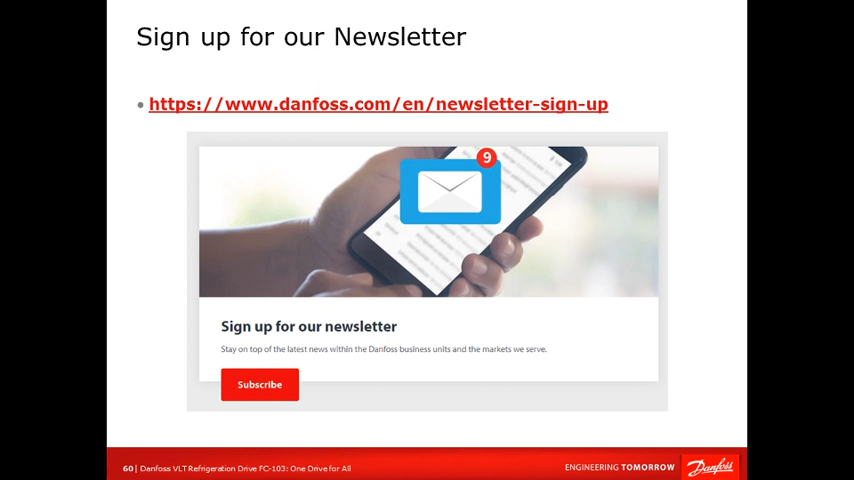 Sign up for our Newsletter
• https://www.danfoss.com/en/newsletter-sign-up
9
Sign up for our newsletter
Stay on top of the latest news within the Danfoss business units and the markets we serve.
Subscribe
60 | Danfoss VLT Refrigeration Drive FC-103: One Drive for All
ENGINEERING TOMORROW
Danfoss